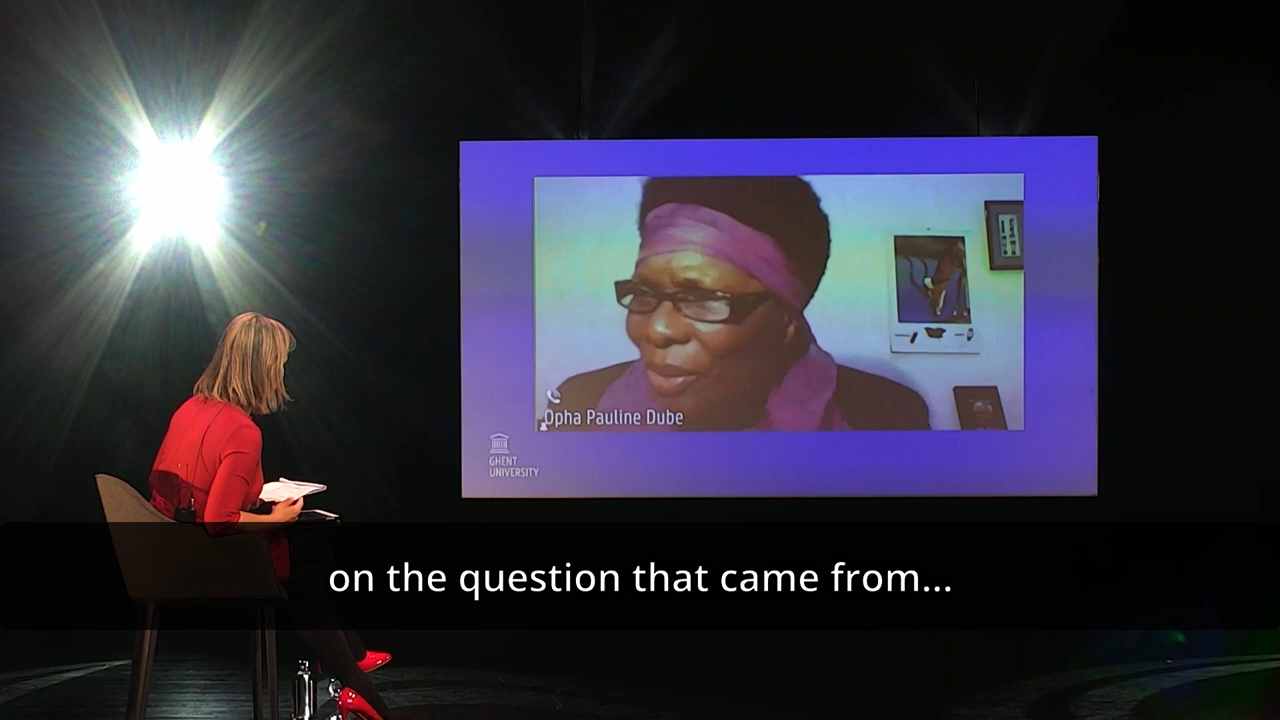 Opha Pauline Dube
GHENT
UNIVERSITY
on the question that came from...